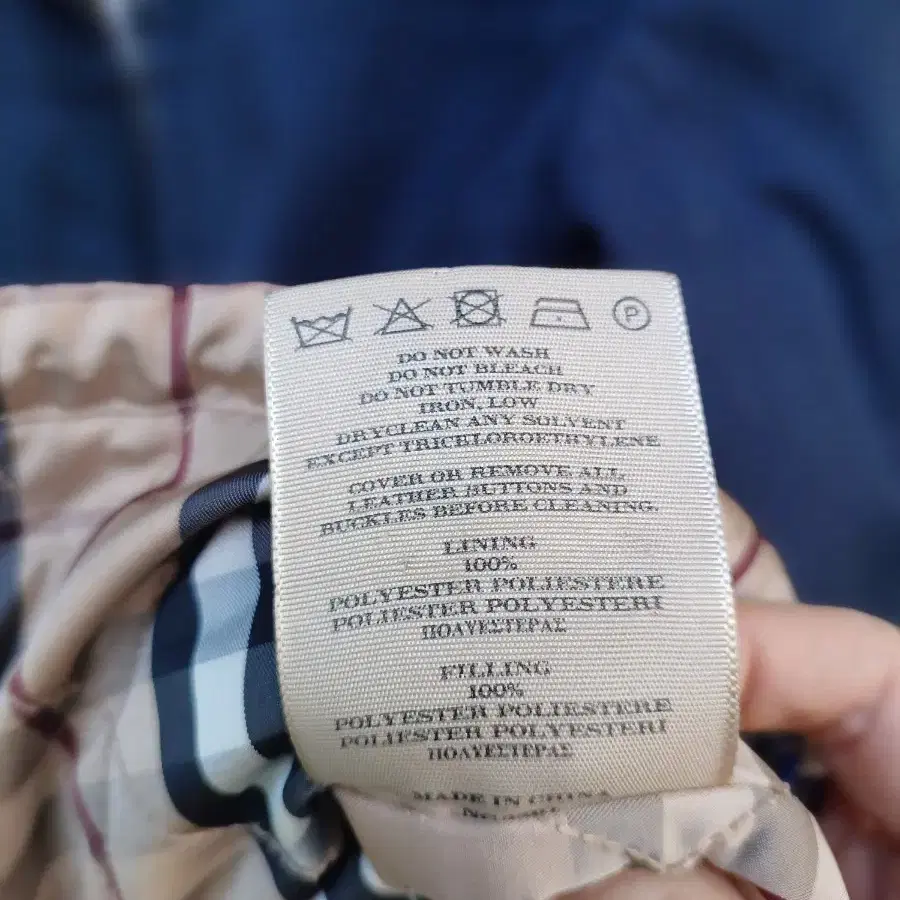 P
DO NOT WASH
DO NOT BLEACH
DO NOT TUMBLE DRY
IRON, LOW
DRYCLEAN ANY SOLVENT
EXCEPT TRICHLOROETHYLENE
COVER OR REMOVE ALL
LEATHER BUTTONS AND
BUCKLES BEFORE CLEANING.
LINING
100%
POLYESTER POLIESTERE
POLIESTER POLYESTERI
ΠΟΛΥΕΣΤΕΡΑΣ
FILLING
100%
POLYESTER POLIESTERE
POLIESTER POLYESTERI
ΠΟΛΥΕΣΤΕΡΑΣ
MADE IN CHINA